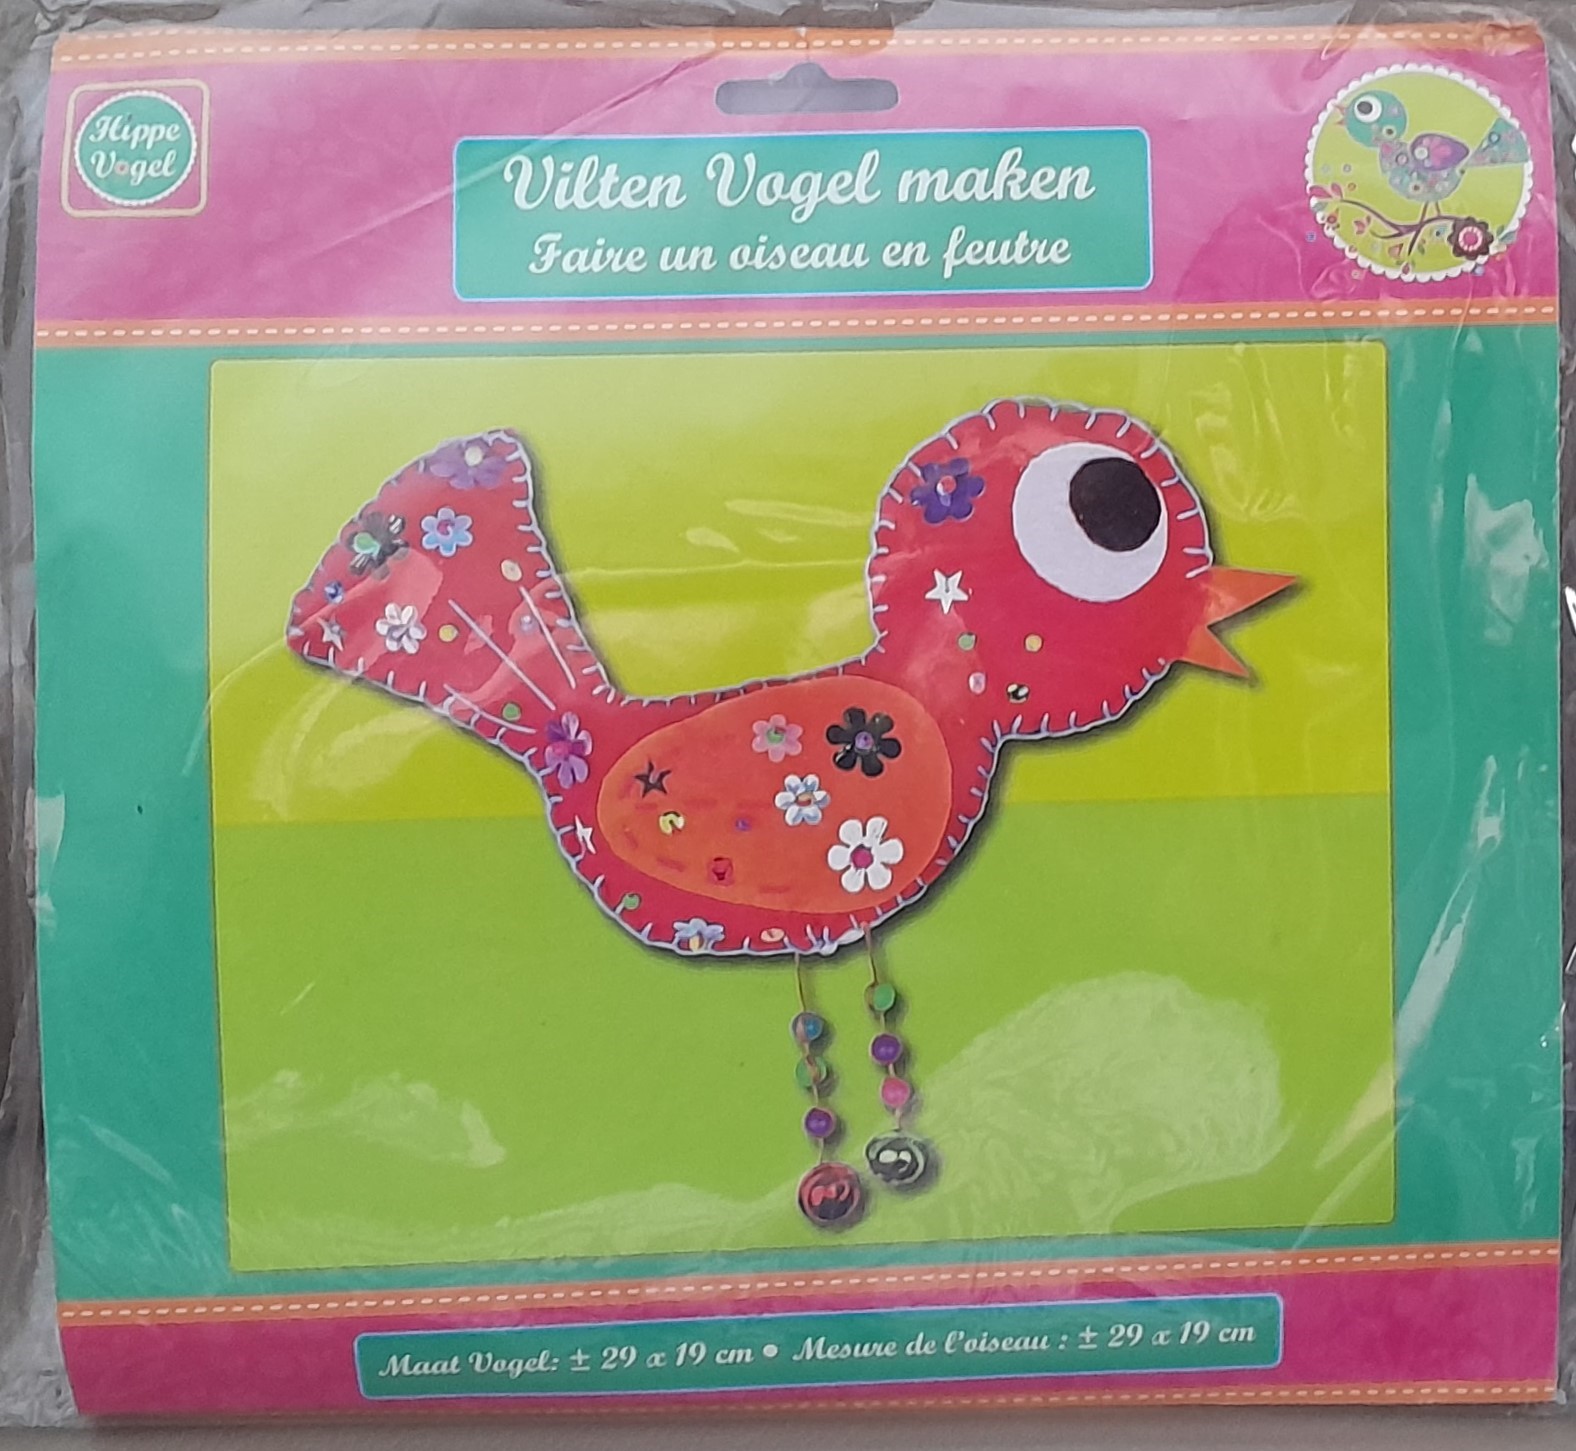 Hippe
Vogel
Vilten Vogel maken
Faire un oiseau en feutre
Maat Vogel: ± 29 x 19 cm • Mesure de l'oiseau : ± 29 x 19 cm